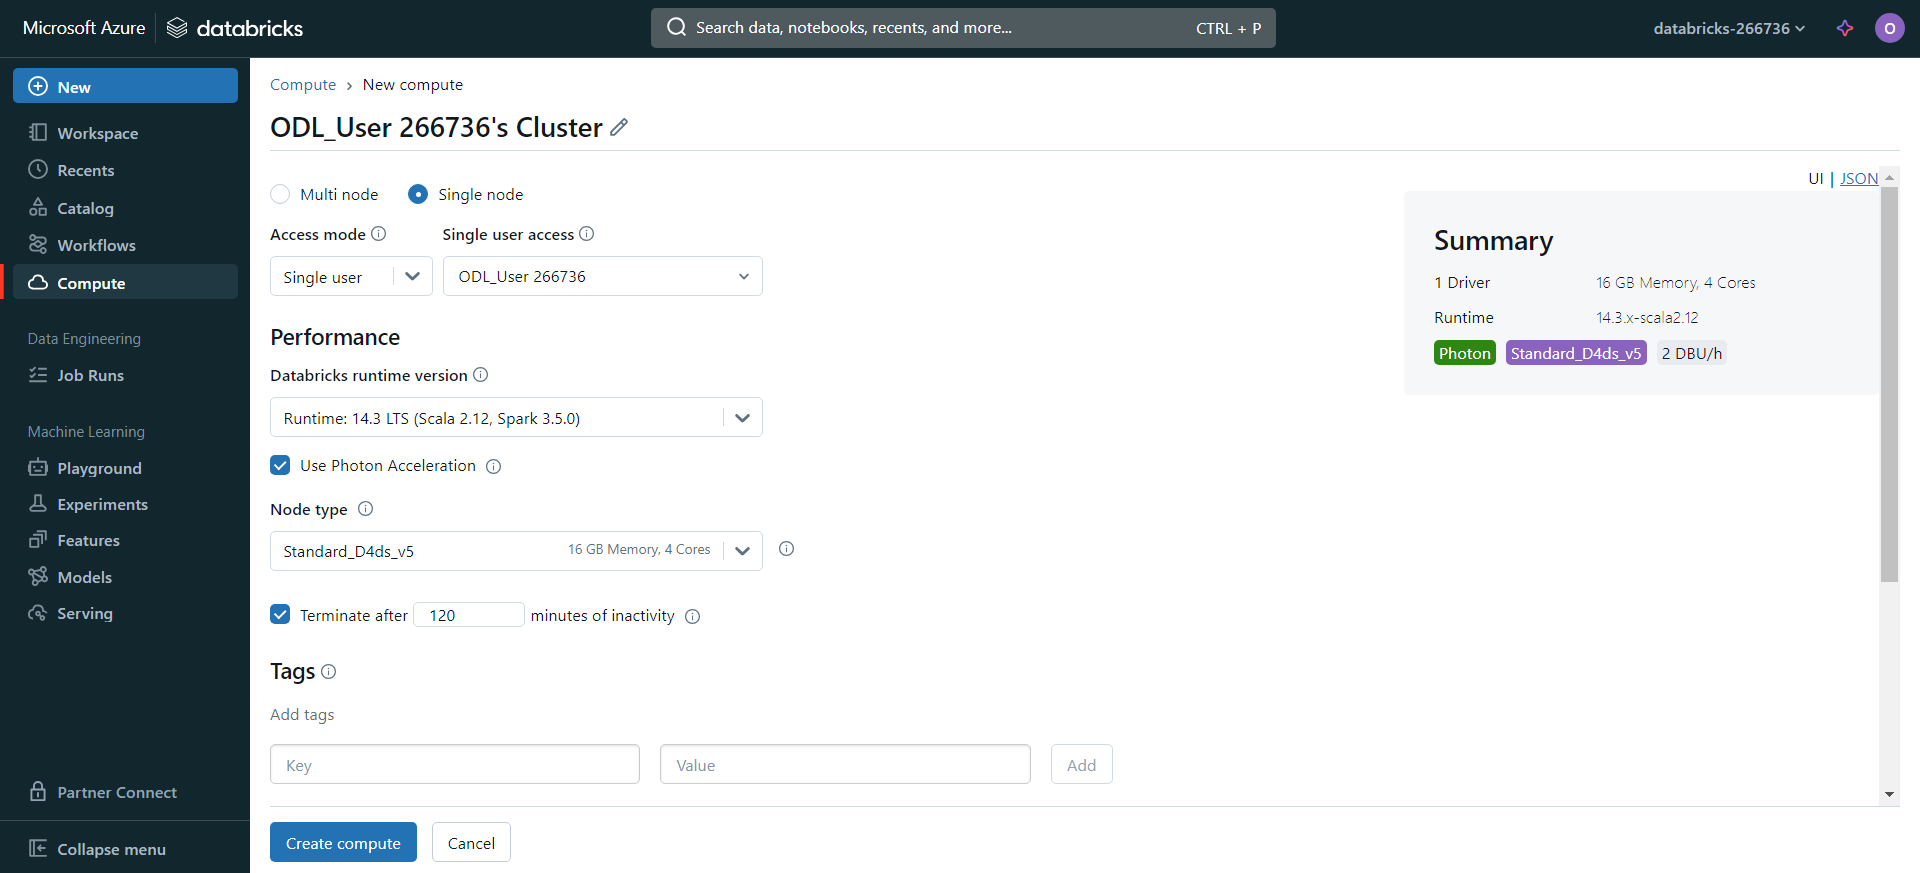 Microsoft Azure databricks
Search data, notebooks, recents, and more... CTRL + P
databricks-266736
O
New
Workspace
Recents
Catalog
Workflows
Compute
Data Engineering
Job Runs
Machine Learning
Playground
Experiments
Features
Models
Serving
Partner Connect
Collapse menu
Compute › New compute
ODL_User 266736's Cluster
UI | JSON
Multi node Single node
Access mode Single user access
Single user ODL_User 266736
Performance
Databricks runtime version
Runtime: 14.3 LTS (Scala 2.12, Spark 3.5.0)
Use Photon Acceleration
Node type
Standard_D4ds_v5 16 GB Memory, 4 Cores
Terminate after 120 minutes of inactivity
Tags
Add tags
Key Value Add
Create compute Cancel
Summary
1 Driver 16 GB Memory, 4 Cores
Runtime 14.3.x-scala2.12
Photon Standard_D4ds_v5 2 DBU/h